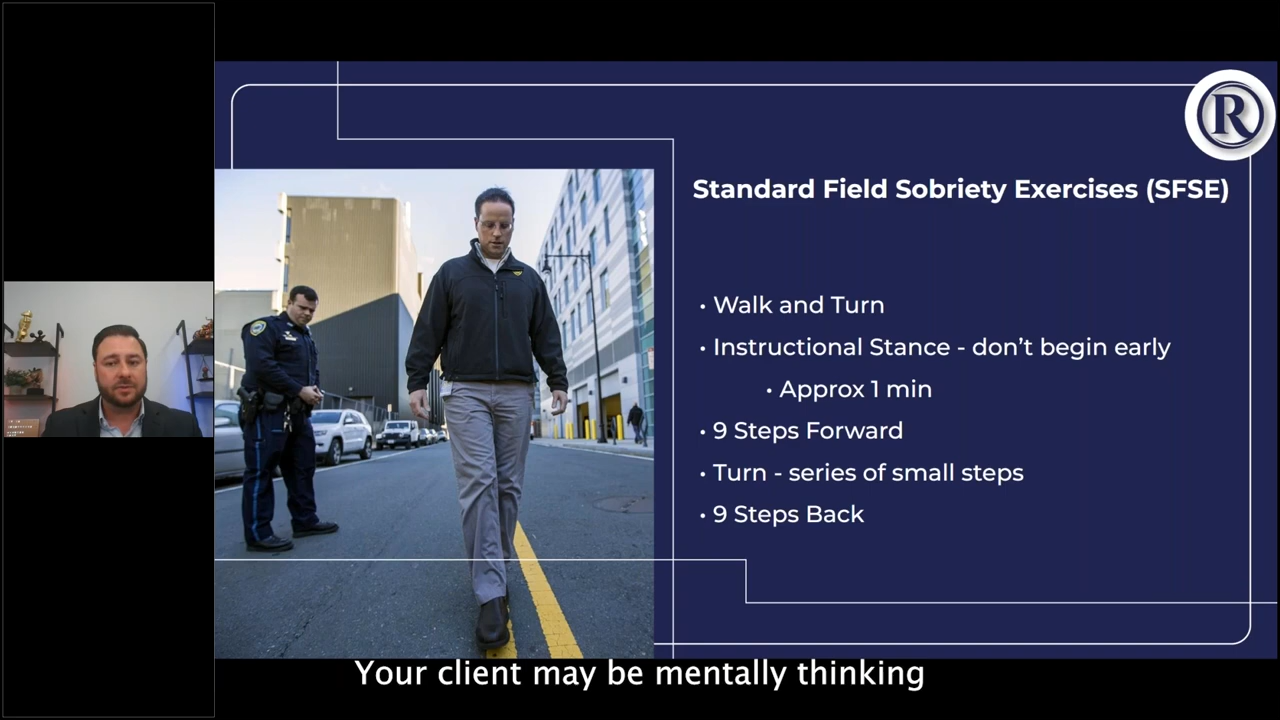 R
Standard Field Sobriety Exercises (SFSE)
• Walk and Turn
• Instructional Stance - don’t begin early
• Approx 1 min
• 9 Steps Forward
• Turn - series of small steps
• 9 Steps Back
Your client may be mentally thinking